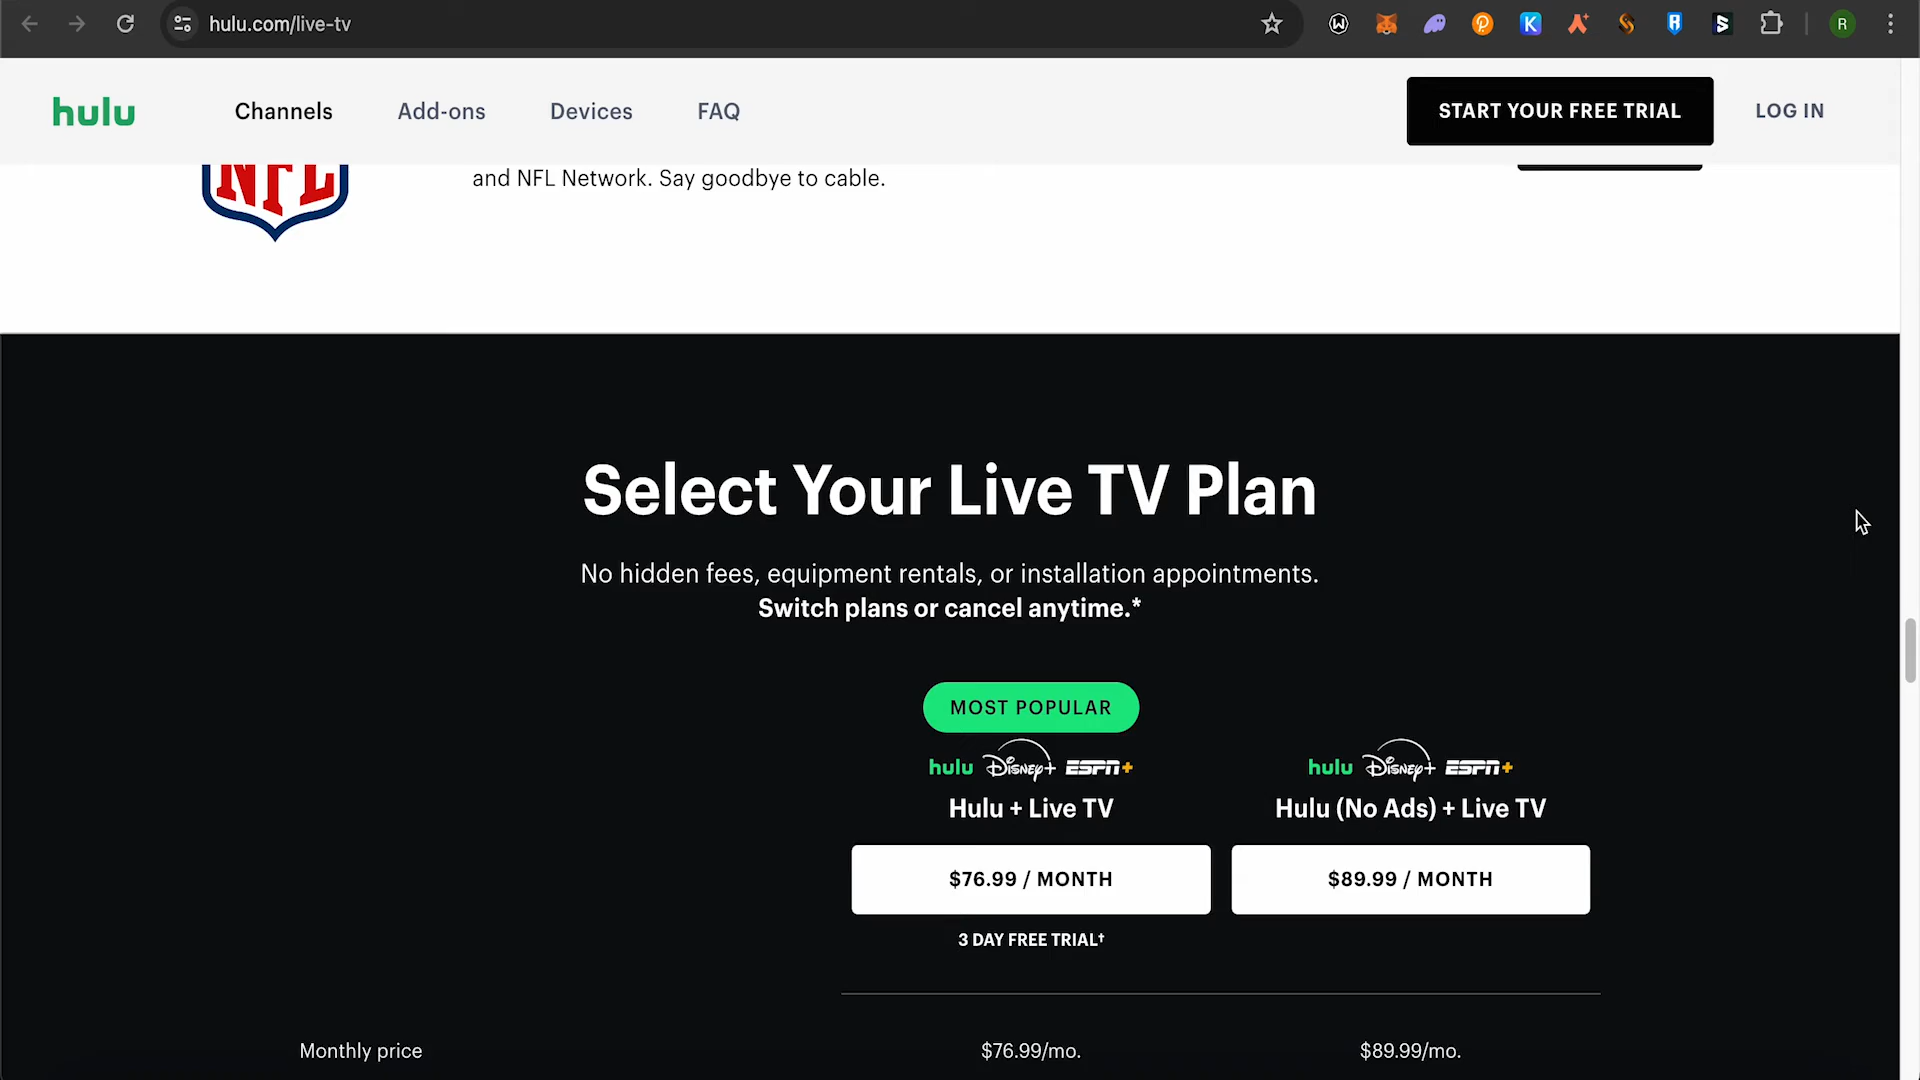 hulu.com/live-tv
R
hulu
Channels
Add-ons
Devices
FAQ
START YOUR FREE TRIAL
LOG IN
NFL
and NFL Network. Say goodbye to cable.
Select Your Live TV Plan
No hidden fees, equipment rentals, or installation appointments.
Switch plans or cancel anytime.*
MOST POPULAR
hulu Disney+ ESPN+
Hulu + Live TV
$76.99 / MONTH
3 DAY FREE TRIAL†
hulu Disney+ ESPN+
Hulu (No Ads) + Live TV
$89.99 / MONTH
Monthly price
$76.99/mo.
$89.99/mo.